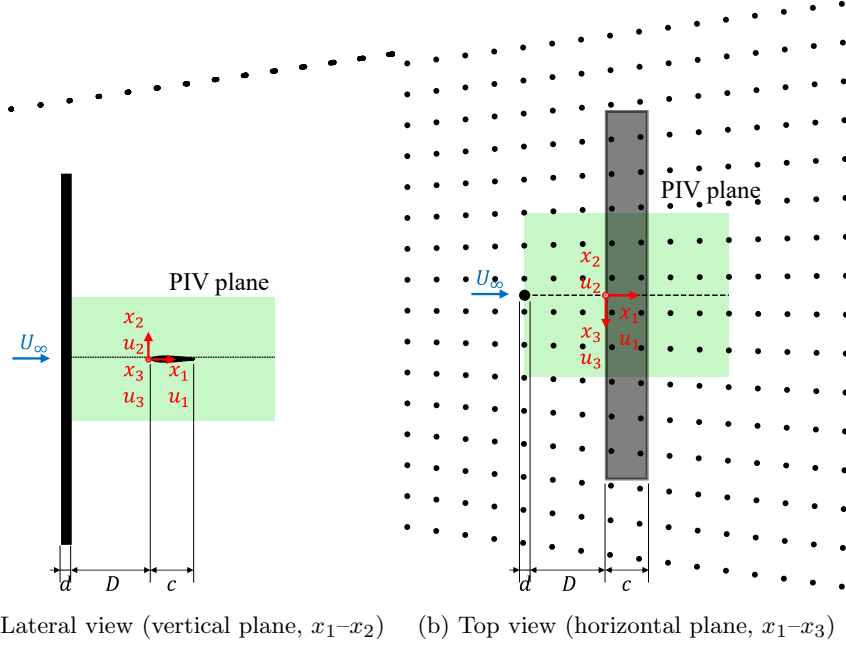 PIV plane
U∞
x2
u2
x3 x1
u3 u1
d D c
Lateral view (vertical plane, x1–x2)
PIV plane
U∞
x2
u2
x1
x3 u1
u3
d D c
(b) Top view (horizontal plane, x1–x3)